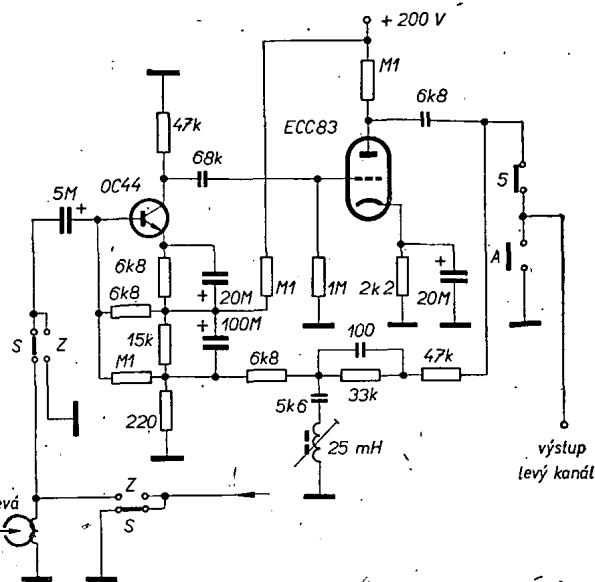 + 200 V
M1
6k8
ECC83
47k
68k
5M
+
OC44
S
6k8
+
20M
M1
1M
2k2
+
20M
A
6k8
+
100M
15k
S
Z
M1
6k8
100
33k
47k
220
5k6
25 mH
výstup
levý kanál
Z
S